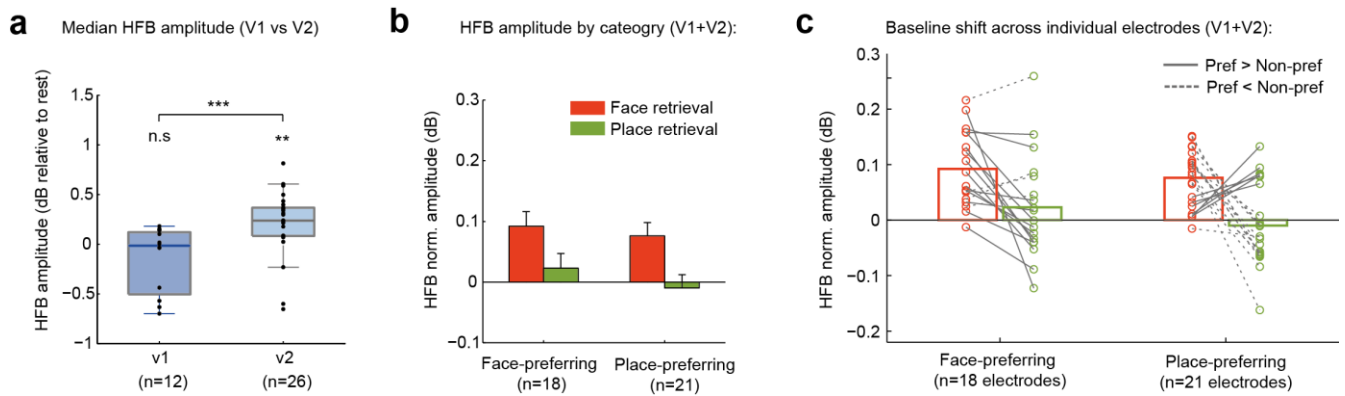 a
Median HFB amplitude (V1 vs V2)
HFB amplitude (dB relative to rest)
1.5
1
0.5
0
−0.5
−1
***
n.s
**
v1
v2
(n=12)
(n=26)
b
HFB amplitude by cateogry (V1+V2):
HFB norm. amplitude (dB)
0.3
0.2
0.1
0
−0.1
Face retrieval
Place retrieval
Face-preferring
Place-preferring
(n=18)
(n=21)
c
Baseline shift across individual electrodes (V1+V2):
HFB norm. amplitude (dB)
0.3
0.2
0.1
0
−0.1
−0.2
Pref > Non-pref
Pref < Non-pref
Face-preferring
Place-preferring
(n=18 electrodes)
(n=21 electrodes)